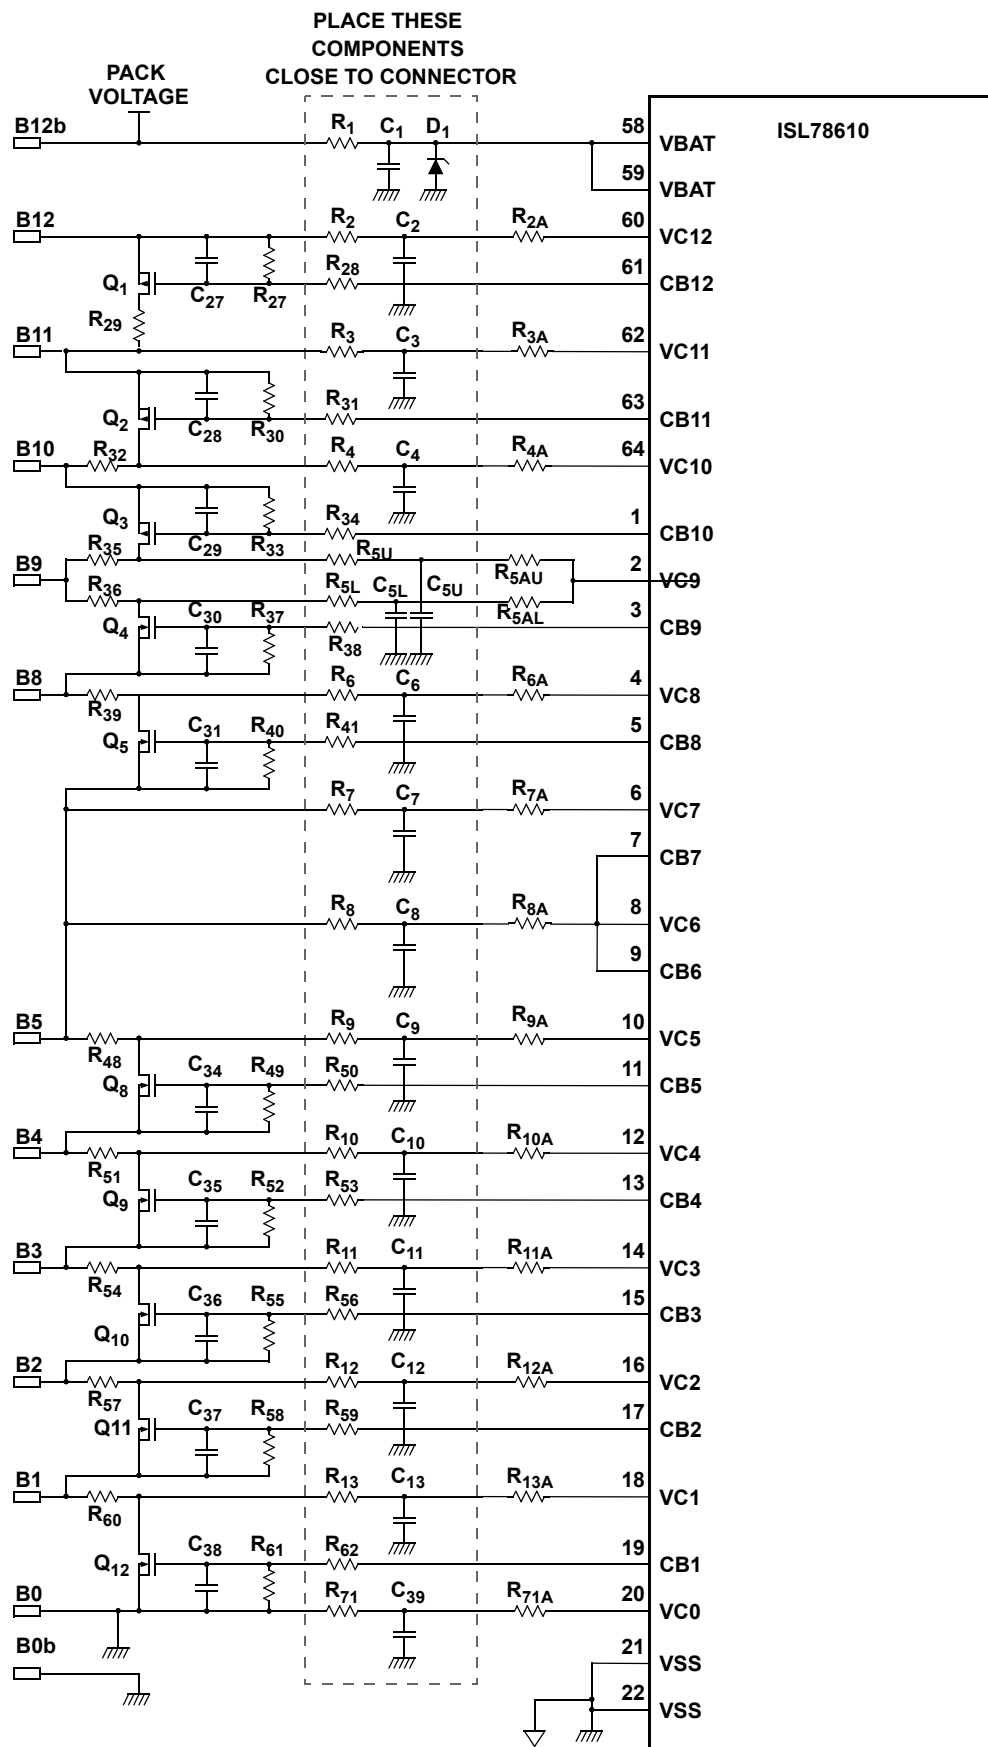 PLACE THESE
COMPONENTS
CLOSE TO CONNECTOR
PACK
VOLTAGE
ISL78610
B12b R1 C1 D1 58 VBAT
59 VBAT
B12 R2 C2 R2A 60 VC12
Q1 C27 R27 R28 61 CB12
R29
B11 R3 C3 R3A 62 VC11
Q2 C28 R30 R31 63 CB11
B10 R32 R4 C4 R4A 64 VC10
Q3 C29 R33 R34 1 CB10
R35 R5U R5AU
B9 2 VC9
R36 R5L C5L C5U R5AL
Q4 C30 R37 R38 3 CB9
B8 R39 R6 C6 R6A 4 VC8
Q5 C31 R40 R41 5 CB8
R7 C7 R7A 6 VC7
7 CB7
R8 C8 R8A 8 VC6
9 CB6
B5 R48 R9 C9 R9A 10 VC5
Q8 C34 R49 R50 11 CB5
B4 R51 R10 C10 R10A 12 VC4
Q9 C35 R52 R53 13 CB4
B3 R54 R11 C11 R11A 14 VC3
Q10 C36 R55 R56 15 CB3
B2 R57 R12 C12 R12A 16 VC2
Q11 C37 R58 R59 17 CB2
B1 R60 R13 C13 R13A 18 VC1
Q12 C38 R61 R62 19 CB1
B0 R71 C39 R71A 20 VC0
B0b
21 VSS
22 VSS